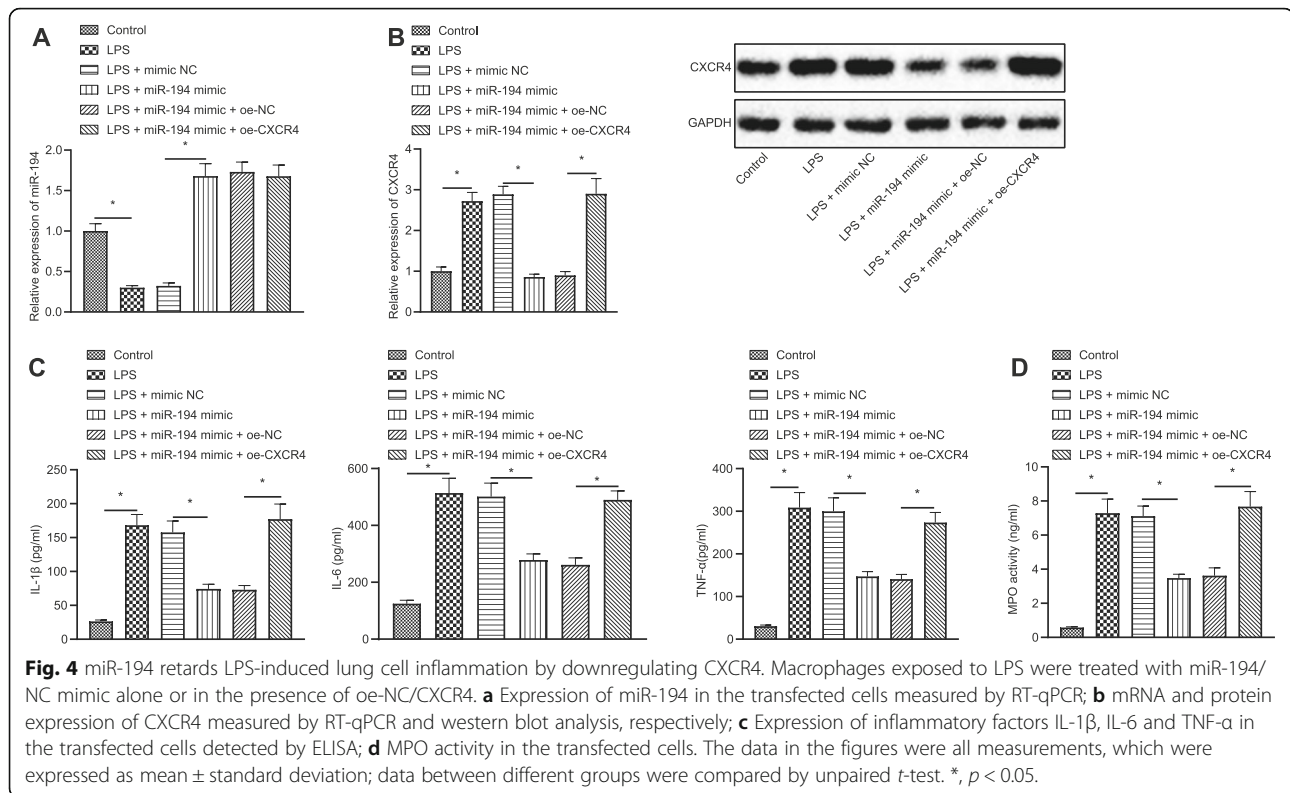 A
Control
LPS
LPS + mimic NC
LPS + miR-194 mimic
LPS + miR-194 mimic + oe-NC
LPS + miR-194 mimic + oe-CXCR4
Relative expression of miR-194
2.0
1.5
1.0
0.5
0.0
*
*
B
Control
LPS
LPS + mimic NC
LPS + miR-194 mimic
LPS + miR-194 mimic + oe-NC
LPS + miR-194 mimic + oe-CXCR4
Relative expression of CXCR4
4
3
2
1
0
*
*
*
CXCR4
GAPDH
Control
LPS
LPS + mimic NC
LPS + miR-194 mimic
LPS + miR-194 mimic + oe-NC
LPS + miR-194 mimic + oe-CXCR4
C
Control
LPS
LPS + mimic NC
LPS + miR-194 mimic
LPS + miR-194 mimic + oe-NC
LPS + miR-194 mimic + oe-CXCR4
IL-1β (pg/ml)
250
200
150
100
50
0
*
*
*
Control
LPS
LPS + mimic NC
LPS + miR-194 mimic
LPS + miR-194 mimic + oe-NC
LPS + miR-194 mimic + oe-CXCR4
IL-6 (pg/ml)
600
400
200
0
*
*
*
Control
LPS
LPS + mimic NC
LPS + miR-194 mimic
LPS + miR-194 mimic + oe-NC
LPS + miR-194 mimic + oe-CXCR4
TNF-α(pg/ml)
400
300
200
100
0
*
*
*
D
Control
LPS
LPS + mimic NC
LPS + miR-194 mimic
LPS + miR-194 mimic + oe-NC
LPS + miR-194 mimic + oe-CXCR4
MPO activity (ng/ml)
10
8
6
4
2
0
*
*
*
Fig. 4 miR-194 retards LPS-induced lung cell inflammation by downregulating CXCR4. Macrophages exposed to LPS were treated with miR-194/
NC mimic alone or in the presence of oe-NC/CXCR4. a Expression of miR-194 in the transfected cells measured by RT-qPCR; b mRNA and protein
expression of CXCR4 measured by RT-qPCR and western blot analysis, respectively; c Expression of inflammatory factors IL-1β, IL-6 and TNF-α in
the transfected cells detected by ELISA; d MPO activity in the transfected cells. The data in the figures were all measurements, which were
expressed as mean ± standard deviation; data between different groups were compared by unpaired t-test. *, p < 0.05.